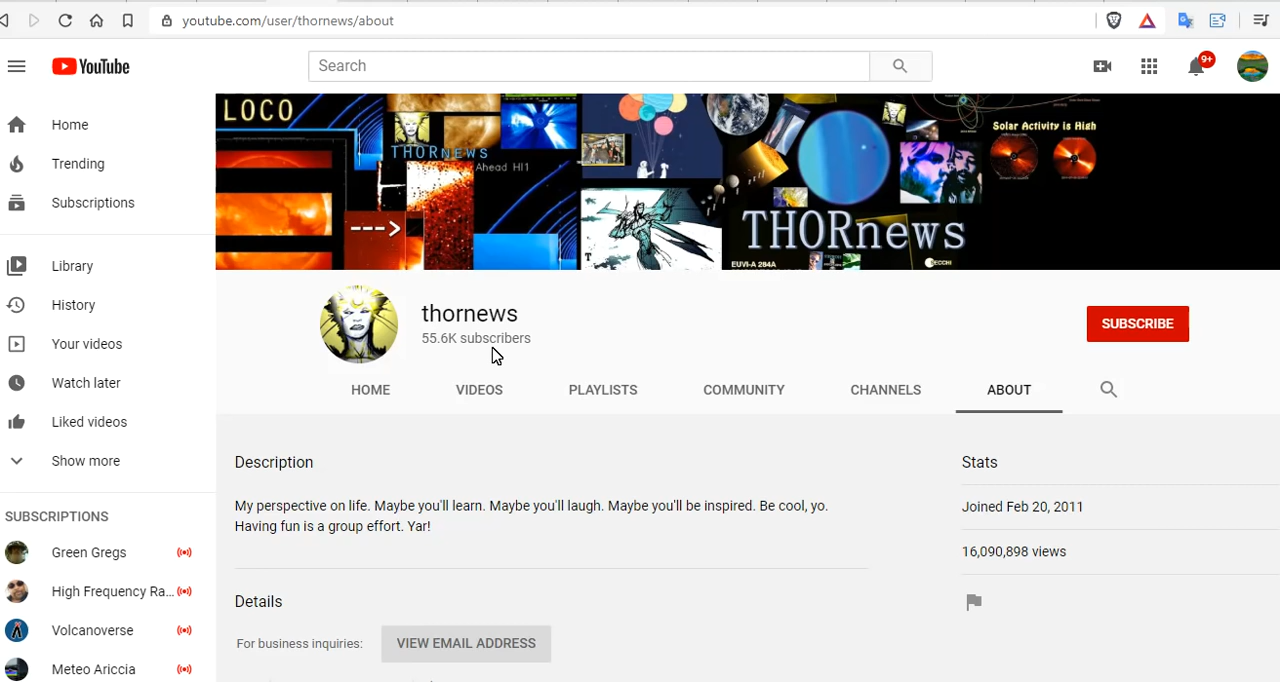 youtube.com/user/thornews/about
YouTube
Search
9+
Home
Trending
Subscriptions
Library
History
Your videos
Watch later
Liked videos
Show more
SUBSCRIPTIONS
Green Gregs
High Frequency Ra...
Volcanoverse
Meteo Ariccia
LOCO
THORnews
Ahead HI1
--->
T
Solar Activity is High
THORnews
EUVI-A 284A
SECCHI
thornews
55.6K subscribers
SUBSCRIBE
HOME VIDEOS PLAYLISTS COMMUNITY CHANNELS ABOUT
Description
My perspective on life. Maybe you'll learn. Maybe you'll laugh. Maybe you'll be inspired. Be cool, yo.
Having fun is a group effort. Yar!
Details
For business inquiries: VIEW EMAIL ADDRESS
Stats
Joined Feb 20, 2011
16,090,898 views